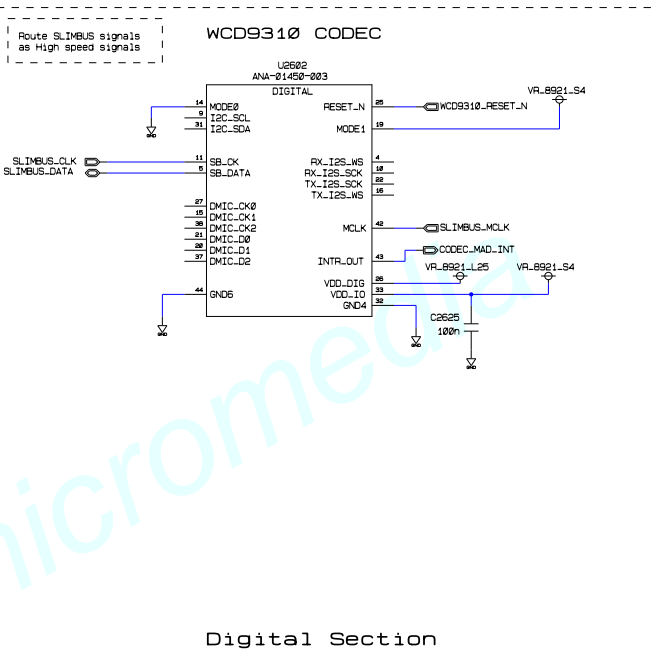 Route SLIMBUS signals
as High speed signals
WCD9310 CODEC
U2602
ANA-01450-003
DIGITAL
14 MODE0
9 I2C_SCL
31 I2C_SDA
SLIMBUS_CLK 11 SB_CK
SLIMBUS_DATA 5 SB_DATA
27 DMIC_CK0
15 DMIC_CK1
38 DMIC_CK2
21 DMIC_D0
20 DMIC_D1
37 DMIC_D2
44 GND6
GND
GND
RESET_N 25 WCD9310_RESET_N
VR_8921_S4
MODE1 19
RX_I2S_WS 4
RX_I2S_SCK 10
TX_I2S_SCK 22
TX_I2S_WS 16
MCLK 42 SLIMBUS_MCLK
CODEC_MAD_INT
INTR_OUT 43
VR_8921_L25 VR_8921_S4
VDD_DIG 26
VDD_IO 33
GND4 32
C2625
100n
GND
GND
micromedia
Digital Section